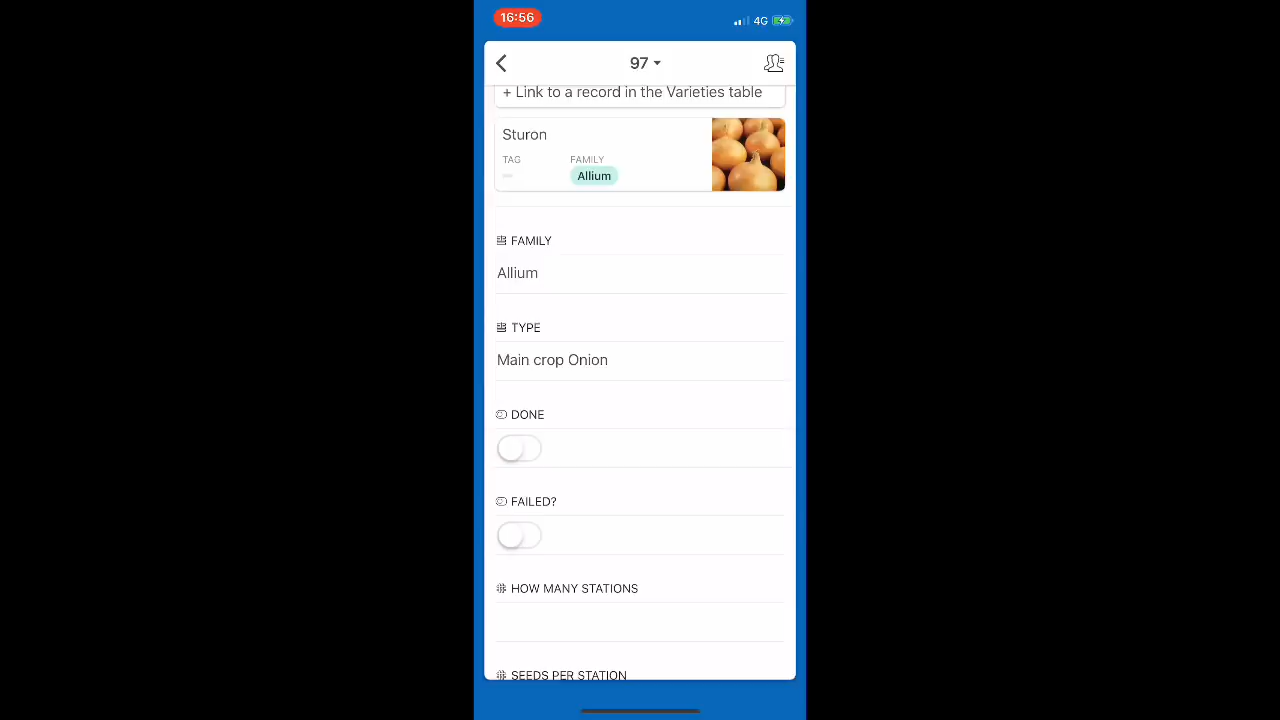 16:56
4G
97
+ Link to a record in the Varieties table
Sturon
TAG FAMILY
Allium
FAMILY
Allium
TYPE
Main crop Onion
DONE
FAILED?
HOW MANY STATIONS
SEEDS PER STATION